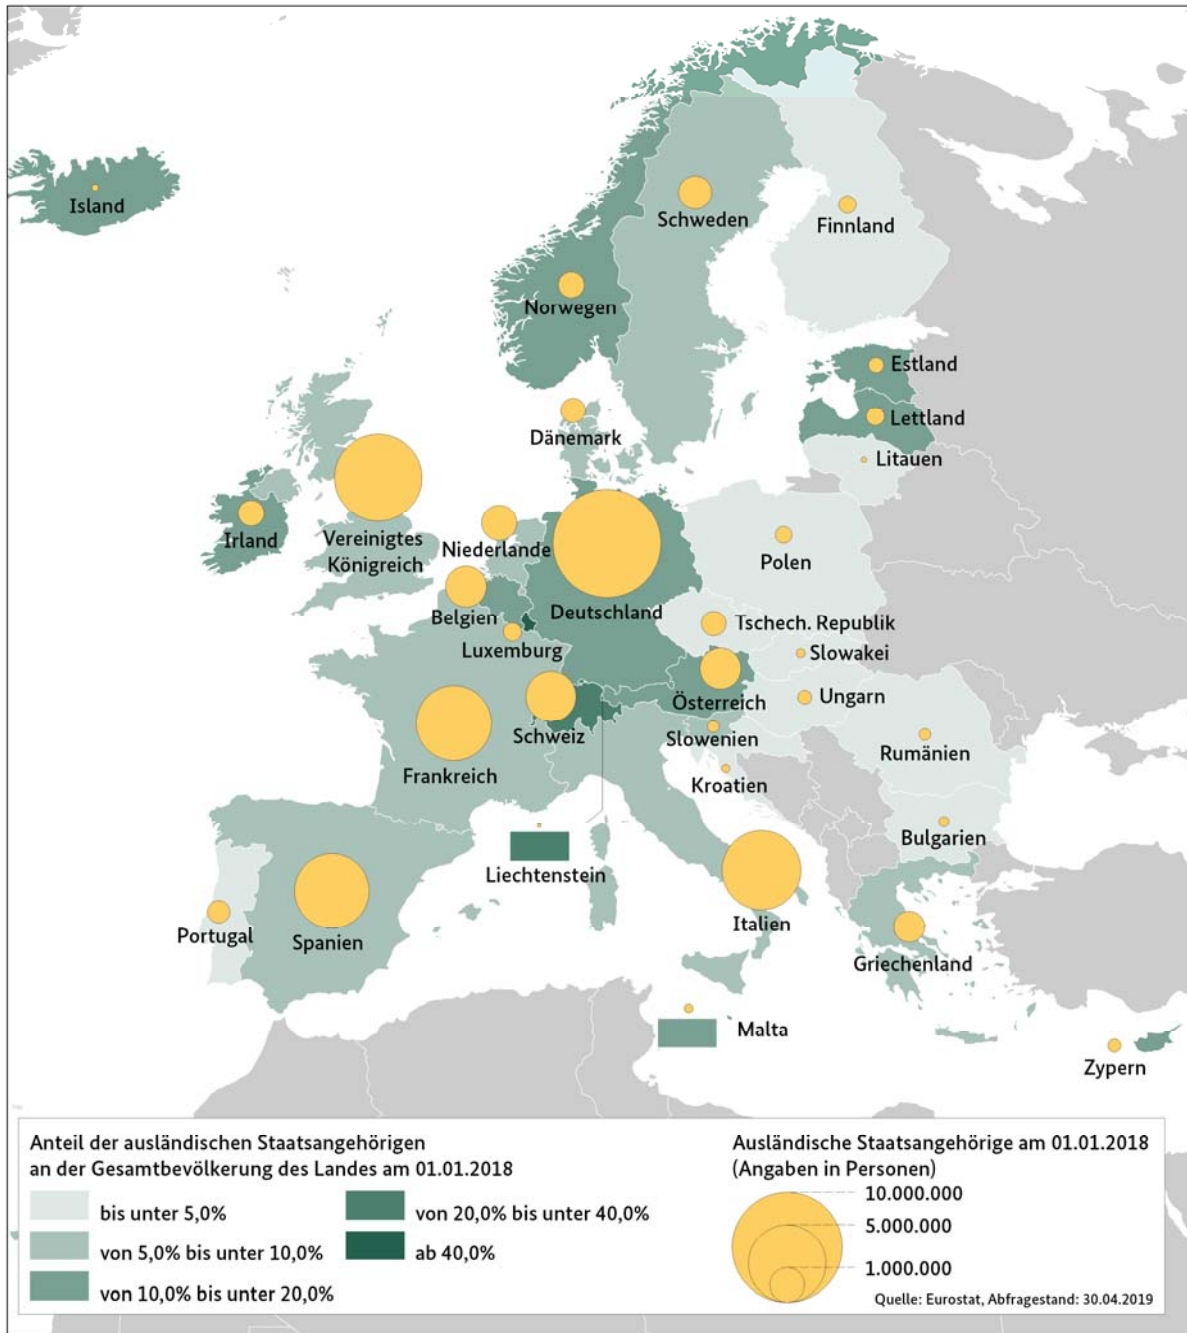 Island
Schweden
Finnland
Norwegen
Estland
Lettland
Dänemark
Litauen
Irland
Vereinigtes
Königreich
Niederlande
Polen
Belgien
Deutschland
Tschech. Republik
Luxemburg
Slowakei
Österreich
Ungarn
Schweiz
Slowenien
Rumänien
Frankreich
Kroatien
Bulgarien
Liechtenstein
Italien
Portugal
Spanien
Griechenland
Malta
Zypern
Anteil der ausländischen Staatsangehörigen
an der Gesamtbevölkerung des Landes am 01.01.2018
bis unter 5,0%
von 5,0% bis unter 10,0%
von 10,0% bis unter 20,0%
von 20,0% bis unter 40,0%
ab 40,0%
Ausländische Staatsangehörige am 01.01.2018
(Angaben in Personen)
10.000.000
5.000.000
1.000.000
Quelle: Eurostat, Abfragestand: 30.04.2019